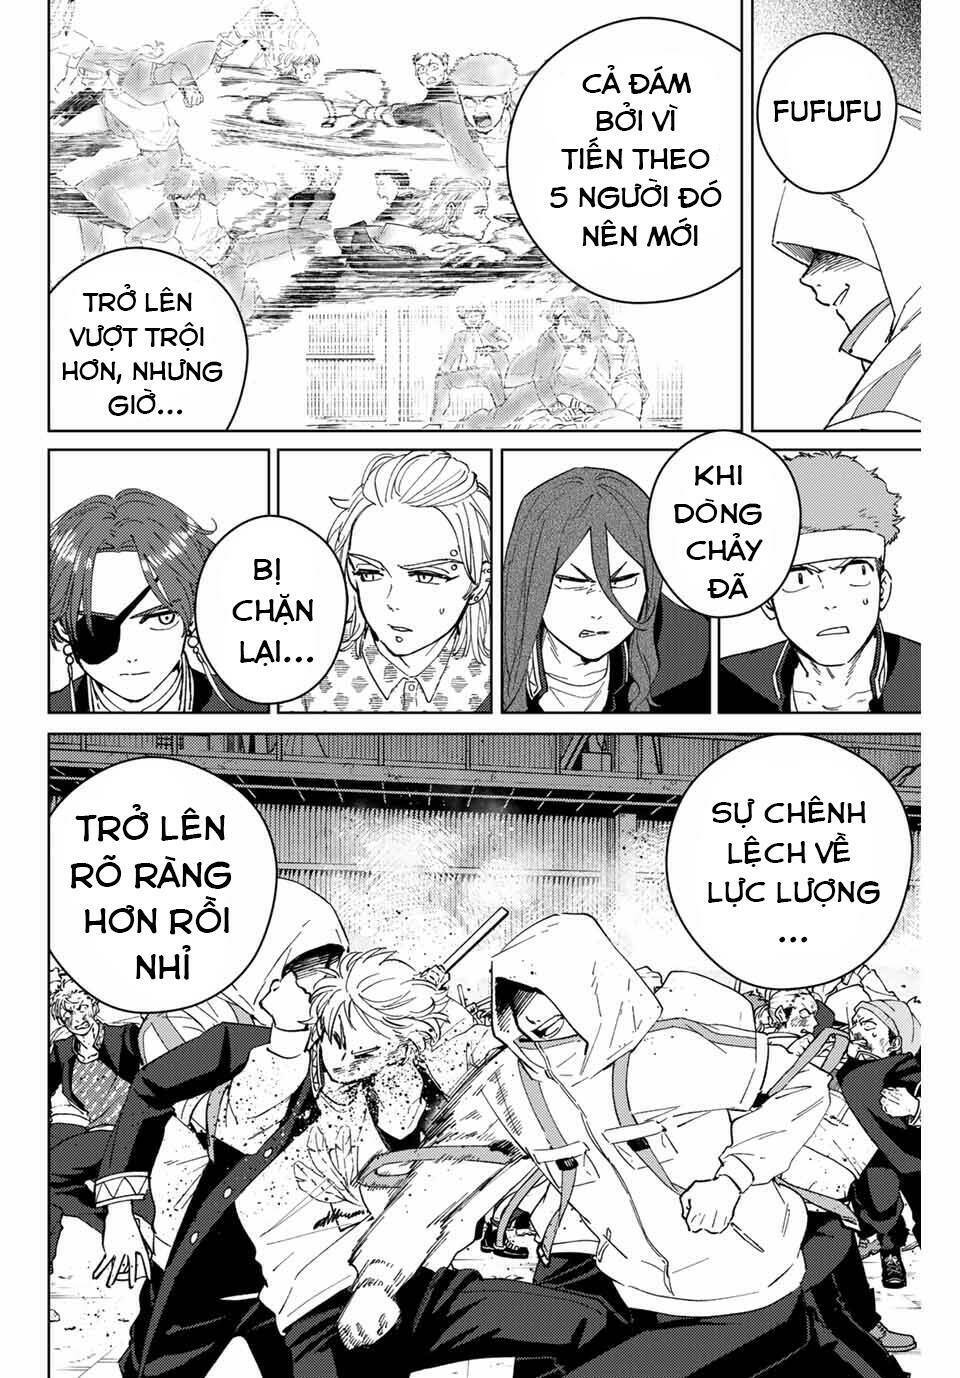 FUFUFU
CẢ ĐÁM
BỞI VÌ
TIẾN THEO
5 NGƯỜI ĐÓ
NÊN MỚI
TRỞ LÊN
VƯỢT TRỘI
HƠN, NHƯNG
GIỜ...
KHI
DÒNG
CHẢY
ĐÃ
BỊ
CHẶN
LẠI...
SỰ CHÊNH
LỆCH VỀ
LỰC LƯỢNG
...
TRỞ LÊN
RÕ RÀNG
HƠN RỒI
NHỈ